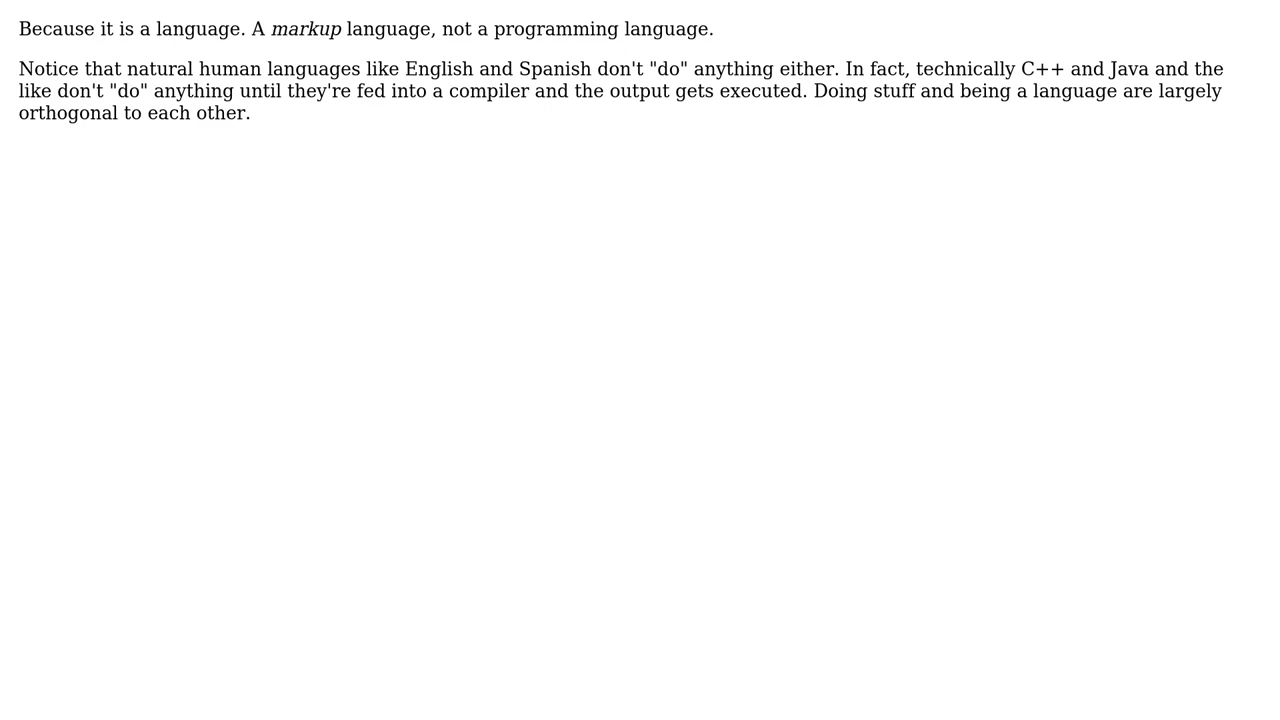 Because it is a language. A markup language, not a programming language.
Notice that natural human languages like English and Spanish don't "do" anything either. In fact, technically C++ and Java and the
like don't "do" anything until they're fed into a compiler and the output gets executed. Doing stuff and being a language are largely
orthogonal to each other.